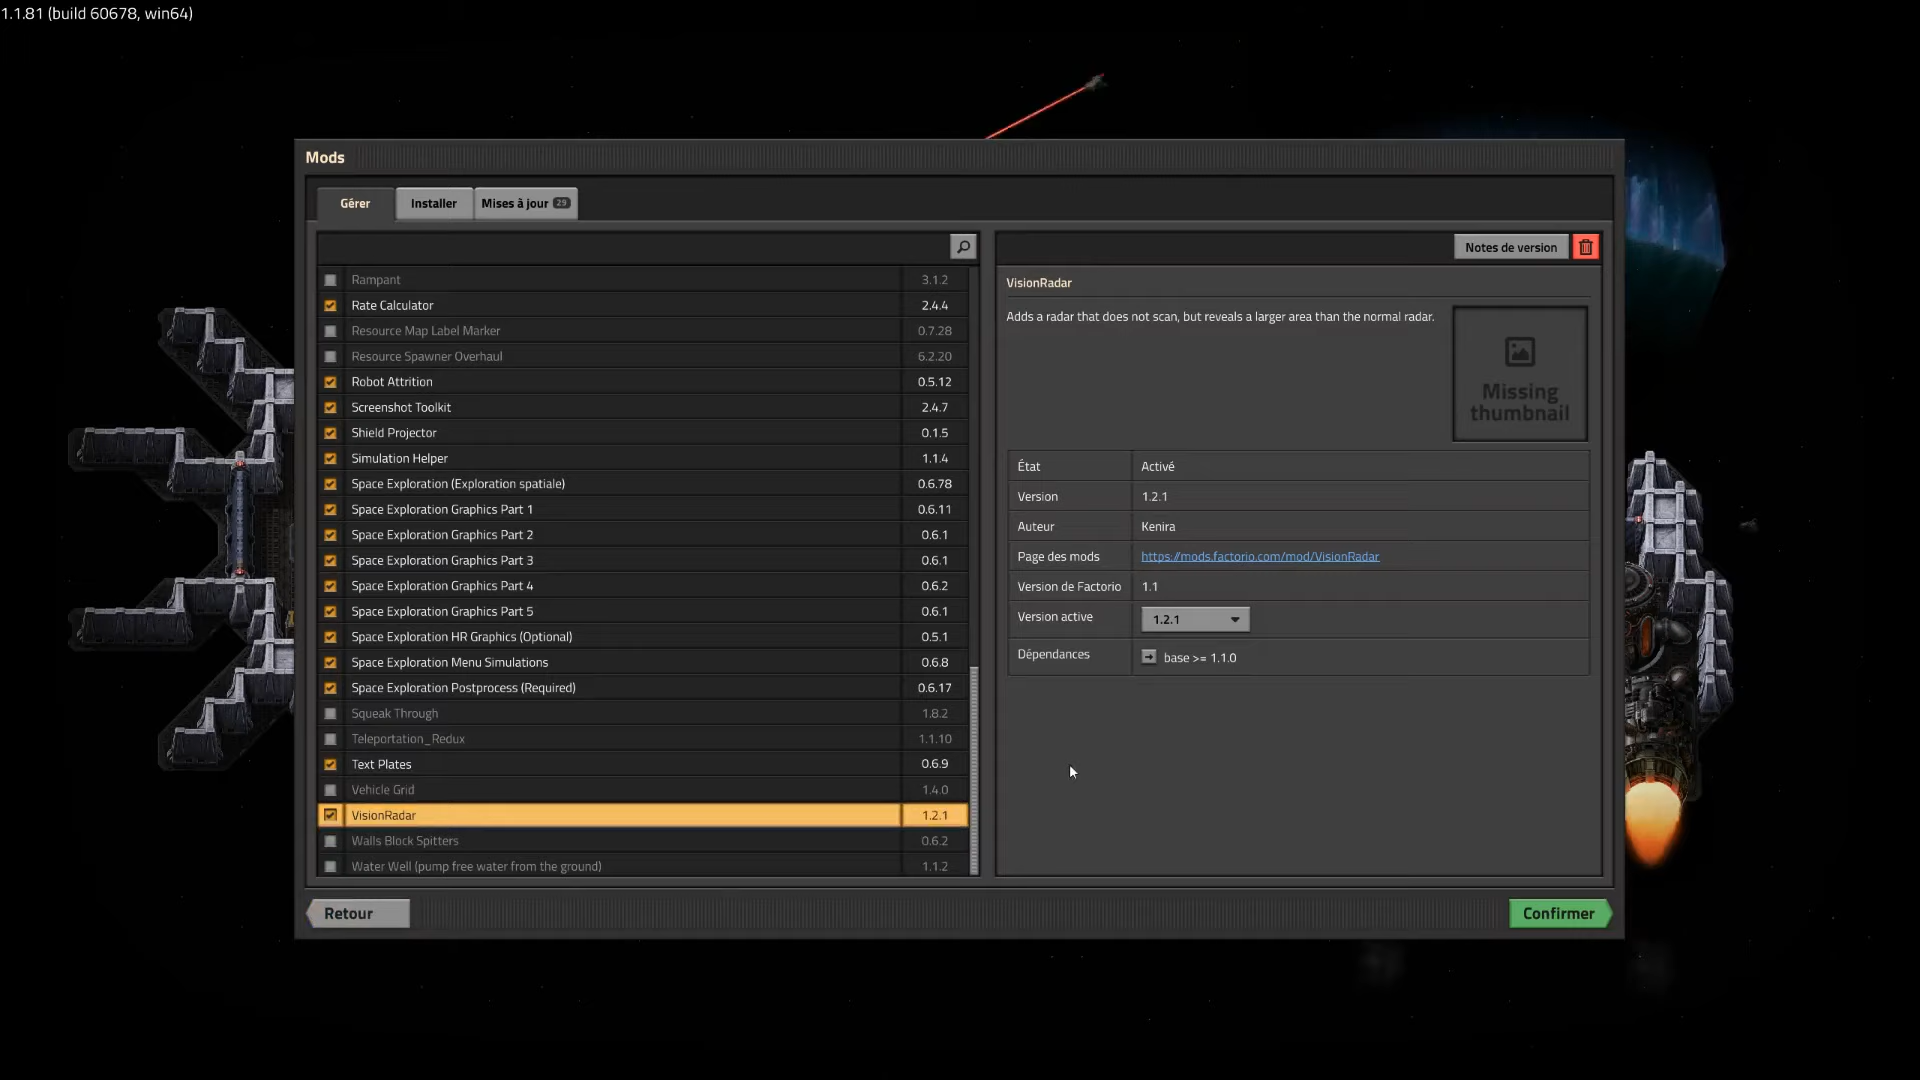 1.1.81 (build 60678, win64)
Mods
Gérer
Installer
Mises à jour 29
Rampant 3.1.2
Rate Calculator 2.4.4
Resource Map Label Marker 0.7.28
Resource Spawner Overhaul 6.2.20
Robot Attrition 0.5.12
Screenshot Toolkit 2.4.7
Shield Projector 0.1.5
Simulation Helper 1.1.4
Space Exploration (Exploration spatiale) 0.6.78
Space Exploration Graphics Part 1 0.6.11
Space Exploration Graphics Part 2 0.6.1
Space Exploration Graphics Part 3 0.6.1
Space Exploration Graphics Part 4 0.6.2
Space Exploration Graphics Part 5 0.6.1
Space Exploration HR Graphics (Optional) 0.5.1
Space Exploration Menu Simulations 0.6.8
Space Exploration Postprocess (Required) 0.6.17
Squeak Through 1.8.2
Teleportation_Redux 1.1.10
Text Plates 0.6.9
Vehicle Grid 1.4.0
VisionRadar 1.2.1
Walls Block Spitters 0.6.2
Water Well (pump free water from the ground) 1.1.2
Notes de version
VisionRadar
Adds a radar that does not scan, but reveals a larger area than the normal radar.
Missing
thumbnail
État Activé
Version 1.2.1
Auteur Kenira
Page des mods https://mods.factorio.com/mod/VisionRadar
Version de Factorio 1.1
Version active 1.2.1
Dépendances base >= 1.1.0
Retour
Confirmer